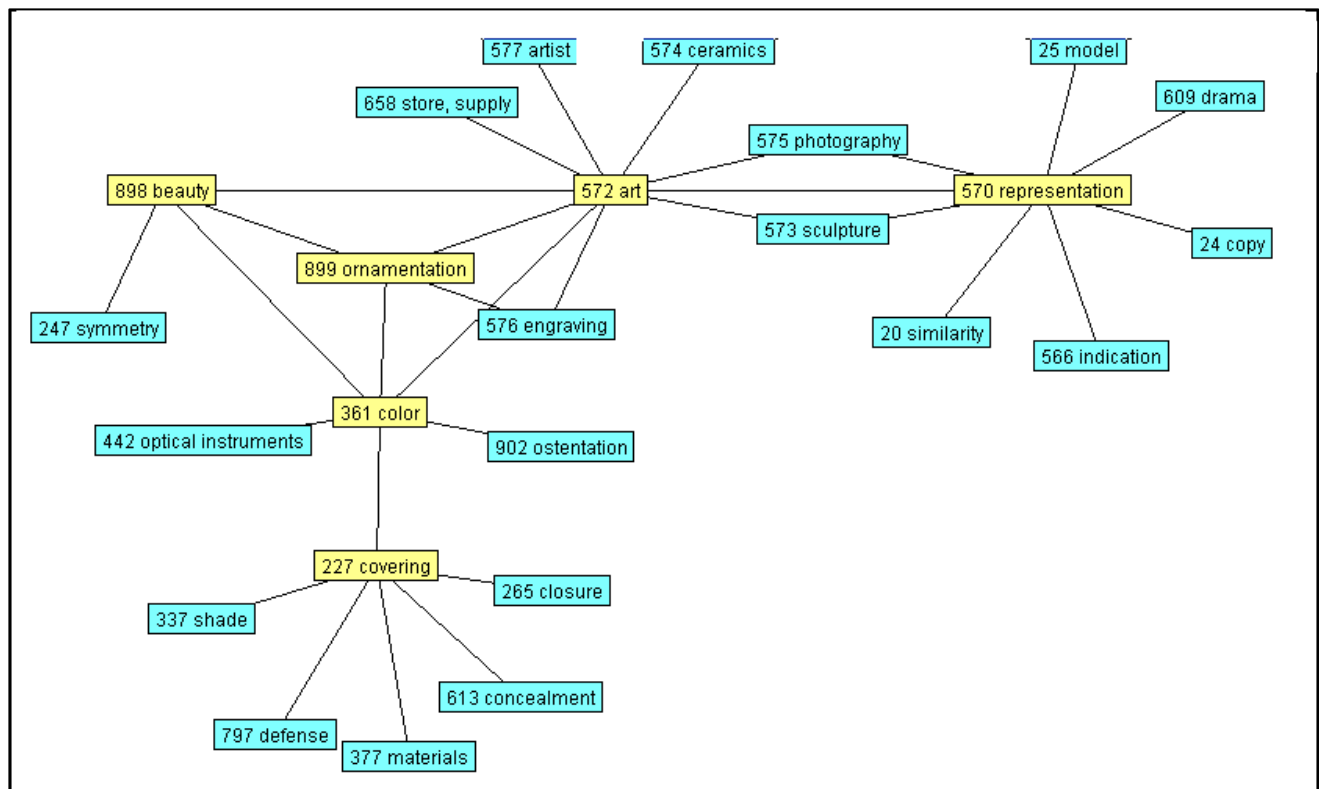 577 artist
574 ceramics
25 model
658 store, supply
609 drama
575 photography
898 beauty
572 art
570 representation
573 sculpture
24 copy
899 ornamentation
247 symmetry
576 engraving
20 similarity
566 indication
361 color
442 optical instruments
902 ostentation
227 covering
265 closure
337 shade
613 concealment
797 defense
377 materials